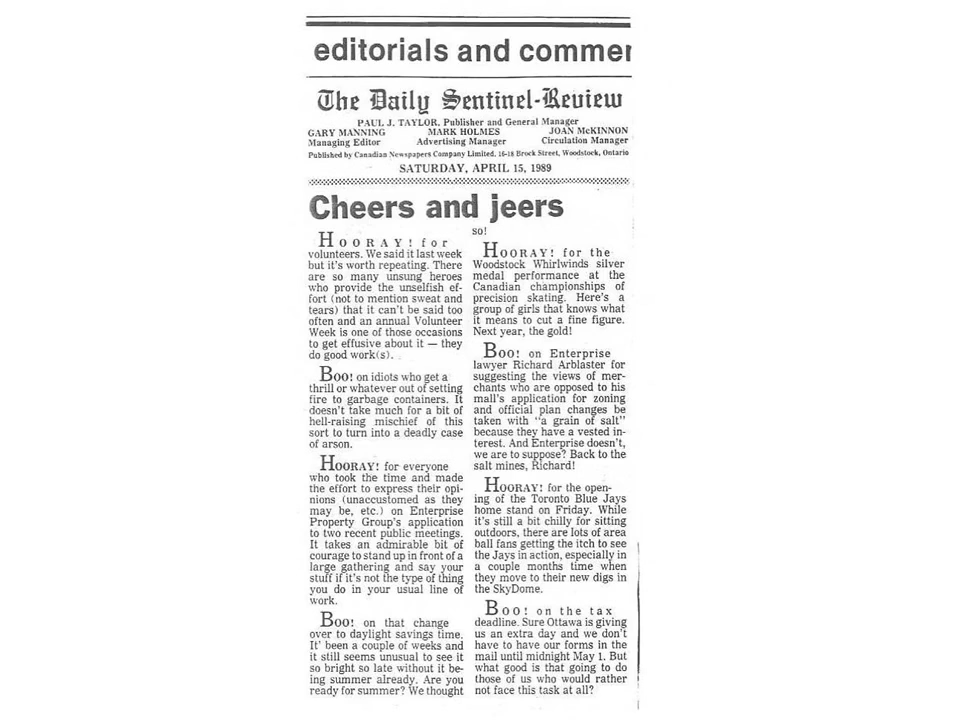 editorials and commen
The Daily Sentinel-Review
PAUL J. TAYLOR, Publisher and General Manager
GARY MANNING MARK HOLMES JOAN McKINNON
Managing Editor Advertising Manager Circulation Manager
Published by Canadian Newspapers Company Limited, 16-18 Brock Street, Woodstock, Ontario
SATURDAY, APRIL 15, 1989
Cheers and jeers
HOORAY! for
volunteers. We said it last week
but it's worth repeating. There
are so many unsung heroes
who provide the unselfish ef-
fort (not to mention sweat and
tears) that it can't be said too
often and an annual Volunteer
Week is one of those occasions
to get effusive about it — they
do good work(s).
BOO! on idiots who get a
thrill or whatever out of setting
fire to garbage containers. It
doesn't take much for a bit of
hell-raising mischief of this
sort to turn into a deadly case
of arson.
HOORAY! for everyone
who took the time and made
the effort to express their opi-
nions (unaccustomed as they
may be, etc.) on Enterprise
Property Group's application
to two recent public meetings.
It takes an admirable bit of
courage to stand up in front of a
large gathering and say your
stuff if it's not the type of thing
you do in your usual line of
work.
BOO! on that change
over to daylight savings time.
It' been a couple of weeks and
it still seems unusual to see it
so bright so late without it be-
ing summer already. Are you
ready for summer? We thought
so!
HOORAY! for the
Woodstock Whirlwinds silver
medal performance at the
Canadian championships of
precision skating. Here's a
group of girls that knows what
it means to cut a fine figure.
Next year, the gold!
BOO! on Enterprise
lawyer Richard Arblaster for
suggesting the views of mer-
chants who are opposed to his
mall's application for zoning
and official plan changes be
taken with "a grain of salt"
because they have a vested in-
terest. And Enterprise doesn't,
we are to suppose? Back to the
salt mines, Richard!
HOORAY! for the open-
ing of the Toronto Blue Jays
home stand on Friday. While
it's still a bit chilly for sitting
outdoors, there are lots of area
ball fans getting the itch to see
the Jays in action, especially in
a couple months time when
they move to their new digs in
the SkyDome.
BOO! on the tax
deadline. Sure Ottawa is giving
us an extra day and we don't
have to have our forms in the
mail until midnight May 1. But
what good is that going to do
those of us who would rather
not face this task at all?